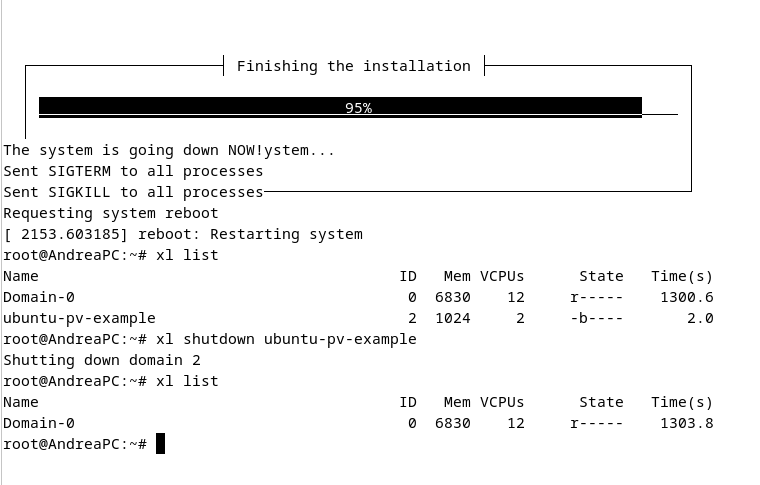 Finishing the installation
95%
The system is going down NOW!ystem...
Sent SIGTERM to all processes
Sent SIGKILL to all processes
Requesting system reboot
[ 2153.603185] reboot: Restarting system
root@AndreaPC:~# xl list
Name ID Mem VCPUs State Time(s)
Domain-0 0 6830 12 r----- 1300.6
ubuntu-pv-example 2 1024 2 -b---- 2.0
root@AndreaPC:~# xl shutdown ubuntu-pv-example
Shutting down domain 2
root@AndreaPC:~# xl list
Name ID Mem VCPUs State Time(s)
Domain-0 0 6830 12 r----- 1303.8
root@AndreaPC:~#